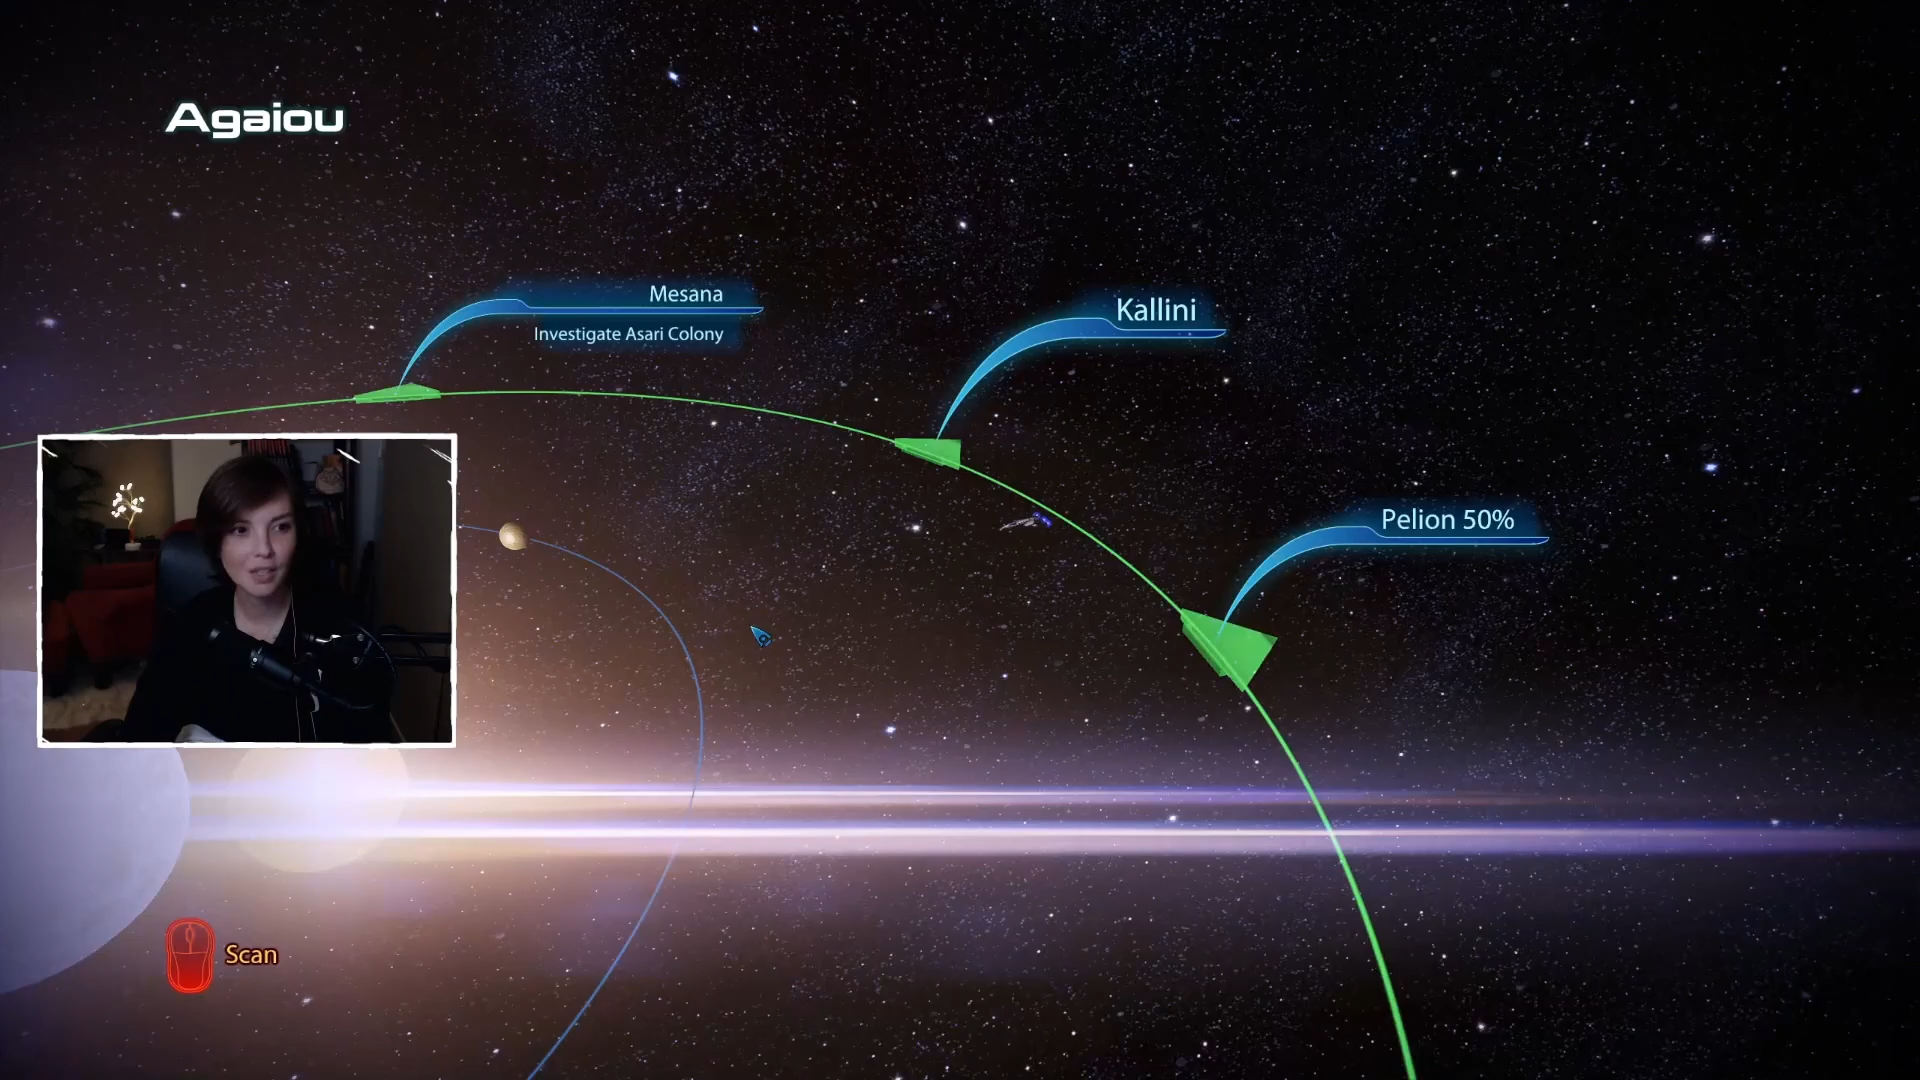 Agaiou
Mesana
Investigate Asari Colony
Kallini
Pelion 50%
Scan